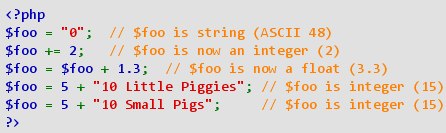 <?php
$foo = "0";  // $foo is string (ASCII 48)
$foo += 2;   // $foo is now an integer (2)
$foo = $foo + 1.3;  // $foo is now a float (3.3)
$foo = 5 + "10 Little Piggies"; // $foo is integer (15)
$foo = 5 + "10 Small Pigs";     // $foo is integer (15)
?>